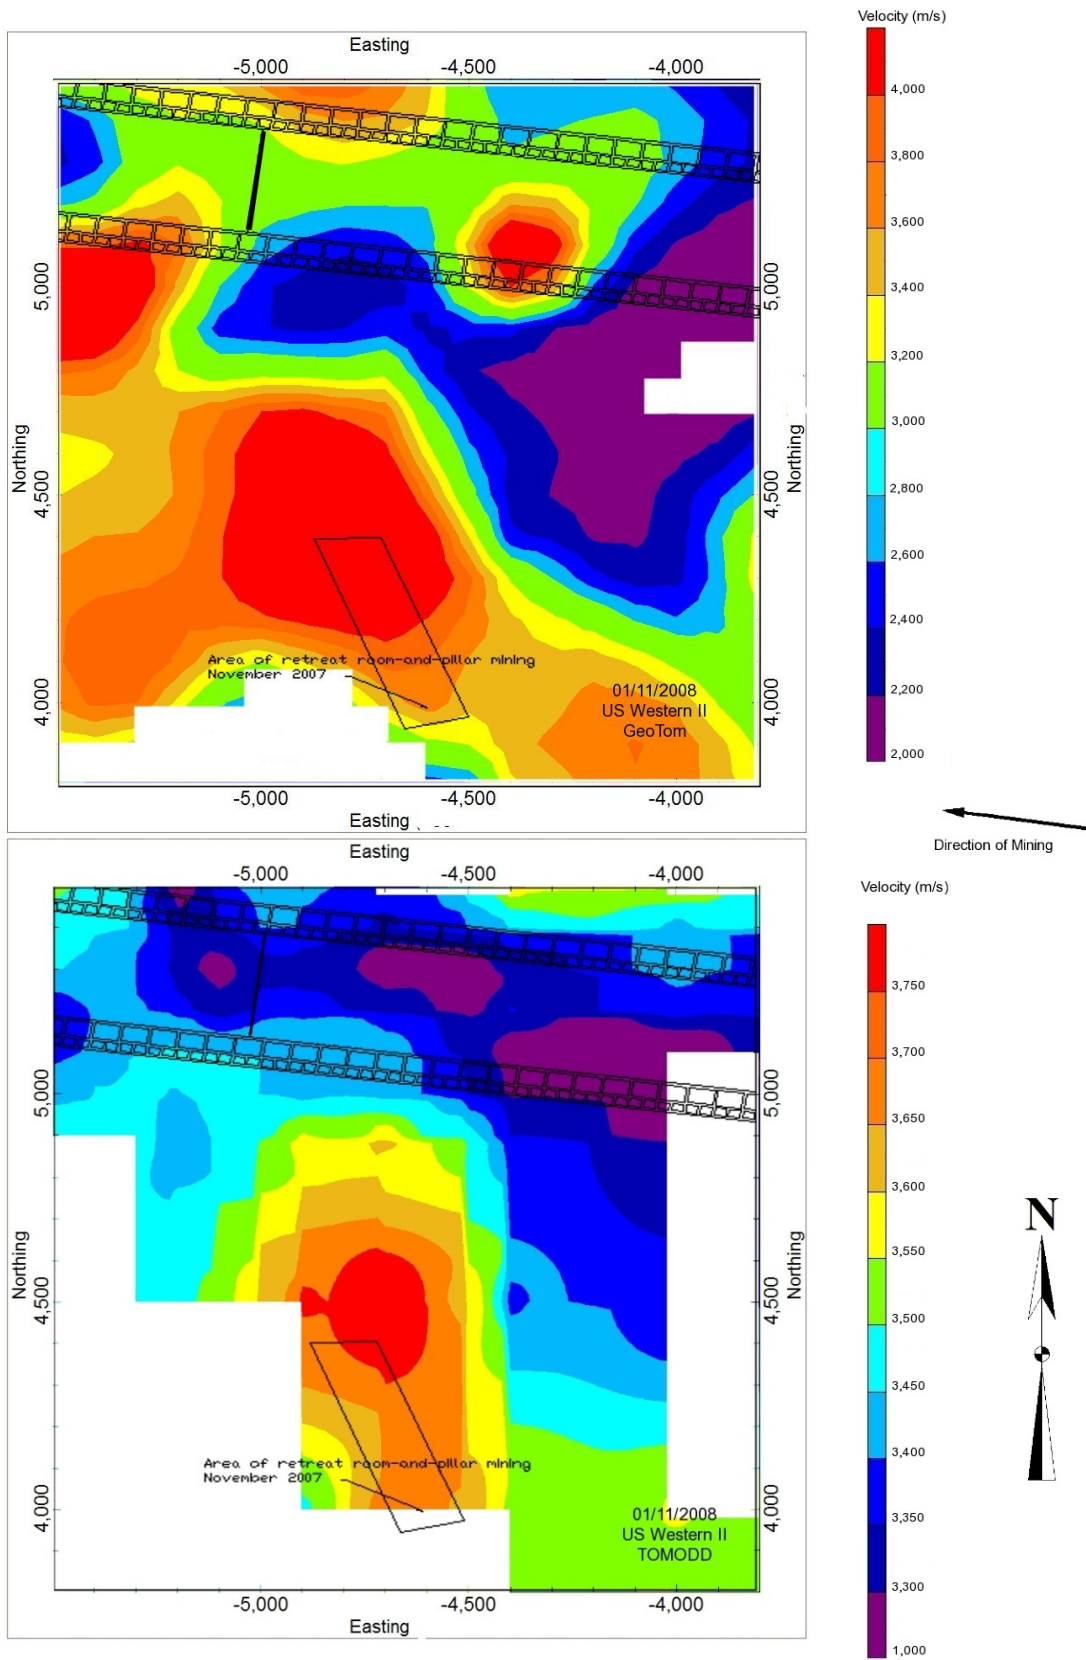 Velocity (m/s)
Easting
-5,000 -4,500 -4,000
4,000
3,800
3,600
3,400
3,200
3,000
2,800
2,600
2,400
2,200
2,000
5,000
4,500
4,000
Northing
5,000
4,500
4,000
Northing
Area of retreat room-and-pillar mining
November 2007
01/11/2008
US Western II
GeoTom
-5,000 -4,500 -4,000
Easting
Direction of Mining
Easting
-5,000 -4,500 -4,000
Velocity (m/s)
3,750
3,700
3,650
3,600
3,550
3,500
3,450
3,400
3,350
3,300
1,000
5,000
4,500
4,000
Northing
5,000
4,500
4,000
Northing
N
Area of retreat room-and-pillar mining
November 2007
01/11/2008
US Western II
TOMODD
-5,000 -4,500 -4,000
Easting